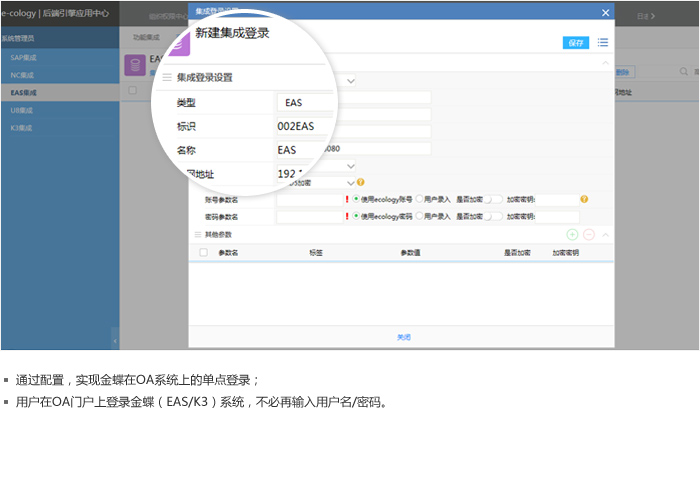 e-cology | 后端引擎应用中心
集成登录设置
系统管理员
功能集成
新建集成登录
保存
SAP集成
NC集成
EAS集成
U8集成
K3集成
EA
删除
网地址
集成登录设置
类型 EAS
标识 002EAS
名称 EAS
8080
网地址 192.1
加密
账号参数名 ! 使用ecology账号 用户录入 是否加密 加密密钥:
密码参数名 ! 使用ecology密码 用户录入 是否加密 加密密钥:
其他参数
参数名 标签 参数值 是否加密 加密密钥
关闭
通过配置，实现金蝶在OA系统上的单点登录；
用户在OA门户上登录金蝶（EAS/K3）系统，不必再输入用户名/密码。